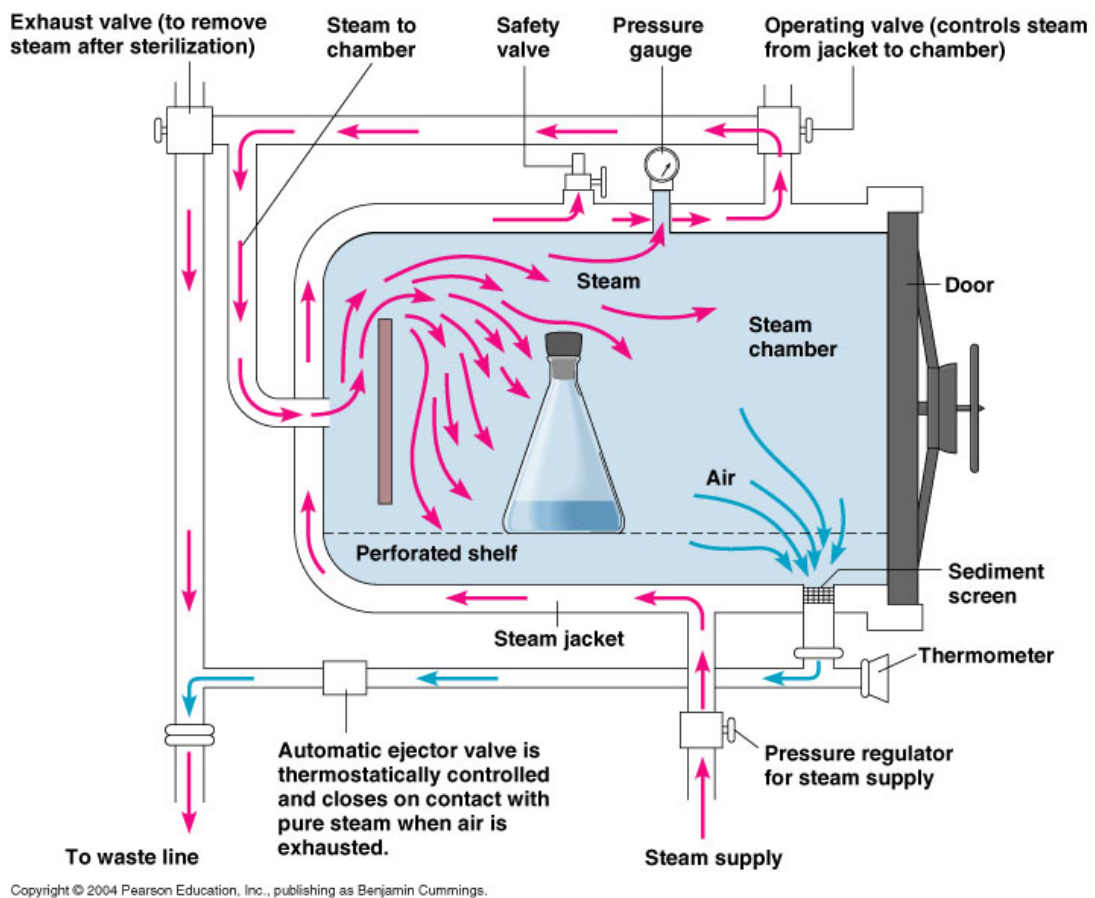 Exhaust valve (to remove
steam after sterilization)
Steam to
chamber
Safety
valve
Pressure
gauge
Operating valve (controls steam
from jacket to chamber)
Steam
Door
Steam
chamber
Air
Perforated shelf
Sediment
screen
Steam jacket
Thermometer
Automatic ejector valve is
thermostatically controlled
and closes on contact with
pure steam when air is
exhausted.
Pressure regulator
for steam supply
To waste line
Steam supply
Copyright © 2004 Pearson Education, Inc., publishing as Benjamin Cummings.